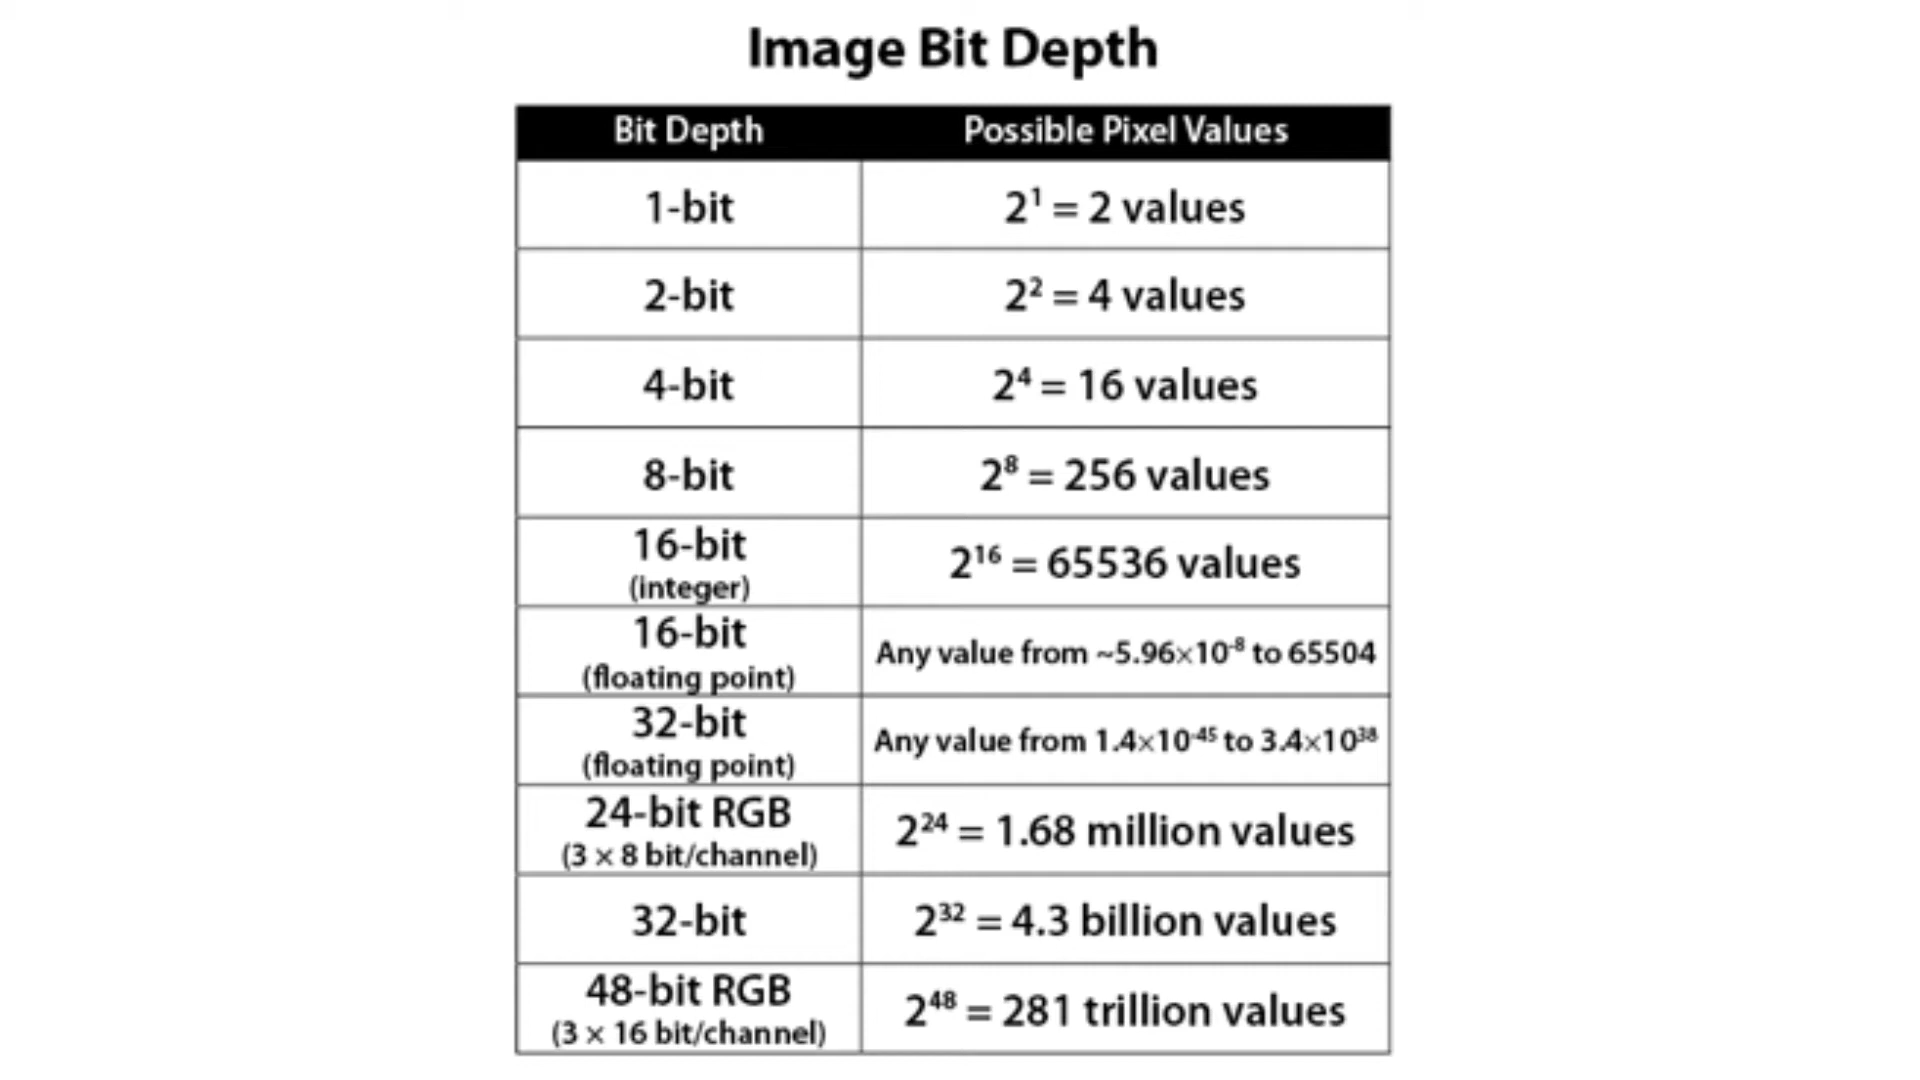 Image Bit Depth
Bit Depth Possible Pixel Values
1-bit 2¹ = 2 values
2-bit 2² = 4 values
4-bit 2⁴ = 16 values
8-bit 2⁸ = 256 values
16-bit
(integer) 2¹⁶ = 65536 values
16-bit
(floating point) Any value from ~5.96×10⁻⁸ to 65504
32-bit
(floating point) Any value from 1.4×10⁻⁴⁵ to 3.4×10³⁸
24-bit RGB
(3 × 8 bit/channel) 2²⁴ = 1.68 million values
32-bit 2³² = 4.3 billion values
48-bit RGB
(3 × 16 bit/channel) 2⁴⁸ = 281 trillion values